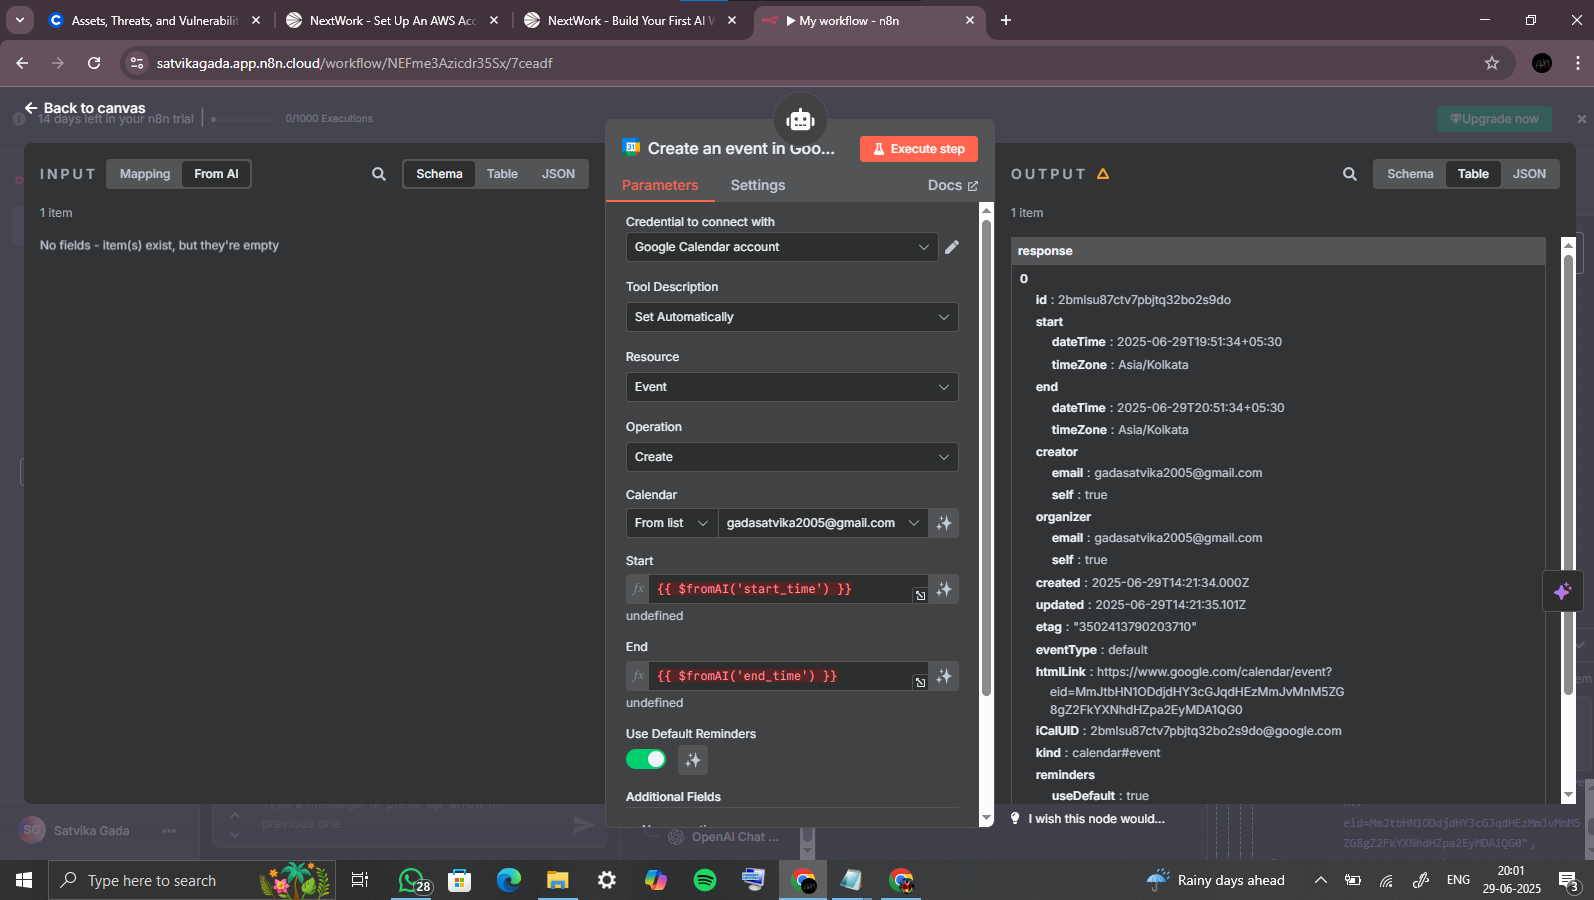 Assets, Threats, and Vulnerabilit
NextWork - Set Up An AWS Acc
NextWork - Build Your First AI W
My workflow - n8n
satvikagada.app.n8n.cloud/workflow/NEFme3Azicdr35Sx/7ceadf
Back to canvas
14 days left in your n8n trial
0/1000 Executions
Upgrade now
INPUT
Mapping
From AI
Schema
Table
JSON
1 item
No fields - item(s) exist, but they're empty
31
Create an event in Goo...
Execute step
Parameters
Settings
Docs
Credential to connect with
Google Calendar account
Tool Description
Set Automatically
Resource
Event
Operation
Create
Calendar
From list
gadasatvika2005@gmail.com
Start
fx {{ $fromAI('start_time') }}
undefined
End
fx {{ $fromAI('end_time') }}
undefined
Use Default Reminders
Additional Fields
OUTPUT
Schema
Table
JSON
1 item
response
0
id : 2bmlsu87ctv7pbjtq32bo2s9do
start
dateTime : 2025-06-29T19:51:34+05:30
timeZone : Asia/Kolkata
end
dateTime : 2025-06-29T20:51:34+05:30
timeZone : Asia/Kolkata
creator
email : gadasatvika2005@gmail.com
self : true
organizer
email : gadasatvika2005@gmail.com
self : true
created : 2025-06-29T14:21:34.000Z
updated : 2025-06-29T14:21:35.101Z
etag : "3502413790203710"
eventType : default
htmlLink : https://www.google.com/calendar/event?
eid=MmJtbHN1ODdjdHY3cGJqdHEzMmJvMnM5ZG
8gZ2FkYXNhdHZpa2EyMDA1QG0
iCalUID : 2bmlsu87ctv7pbjtq32bo2s9do@google.com
kind : calendar#event
reminders
useDefault : true
I wish this node would...
SG
Satvika Gada
previous one
OpenAI Chat ...
eid=MmJtbHN1ODdjdHY3cGJqdHEzMmJvMnM5
ZG8gZ2FkYXNhdHZpa2EyMDA1QG0",
Type here to search
28
Rainy days ahead
ENG
20:01
29-06-2025
3